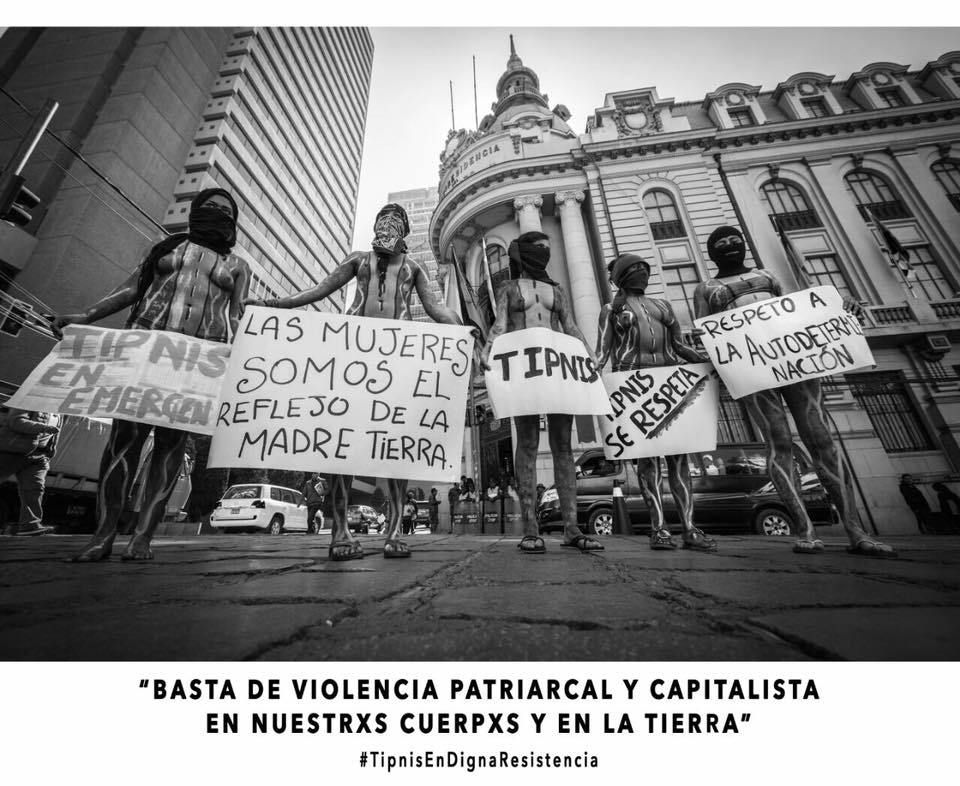 TIPNIS
EN
EMERGEN
LAS MUJERES
SOMOS EL
REFLEJO DE LA
MADRE TIERRA.
TIPNIS
TIPNIS
SE RESPETA
RESPETO A
LA AUTODETERMI
NACIÓN
“BASTA DE VIOLENCIA PATRIARCAL Y CAPITALISTA
EN NUESTRXS CUERPXS Y EN LA TIERRA”
#TipnisEnDignaResistencia